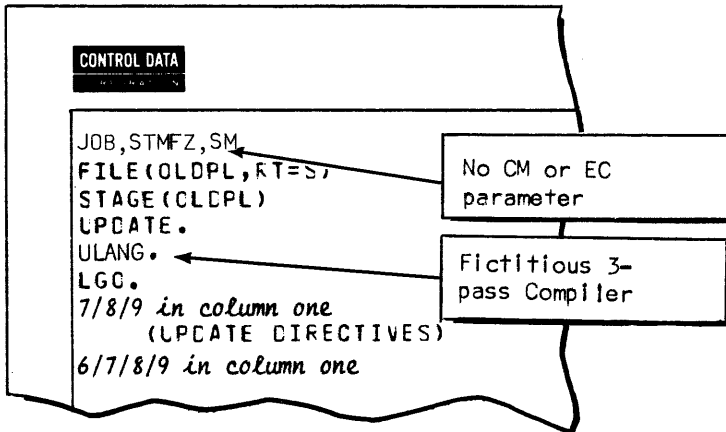 CONTROL DATA
JOB,STMFZ,SM
FILE(OLDPL,RT=S)
STAGE(OLDPL)
UPDATE.
ULANG.
LGO.
7/8/9 in column one
(UPDATE DIRECTIVES)
6/7/8/9 in column one
No CM or EC
parameter
Fictitious 3-
pass Compiler